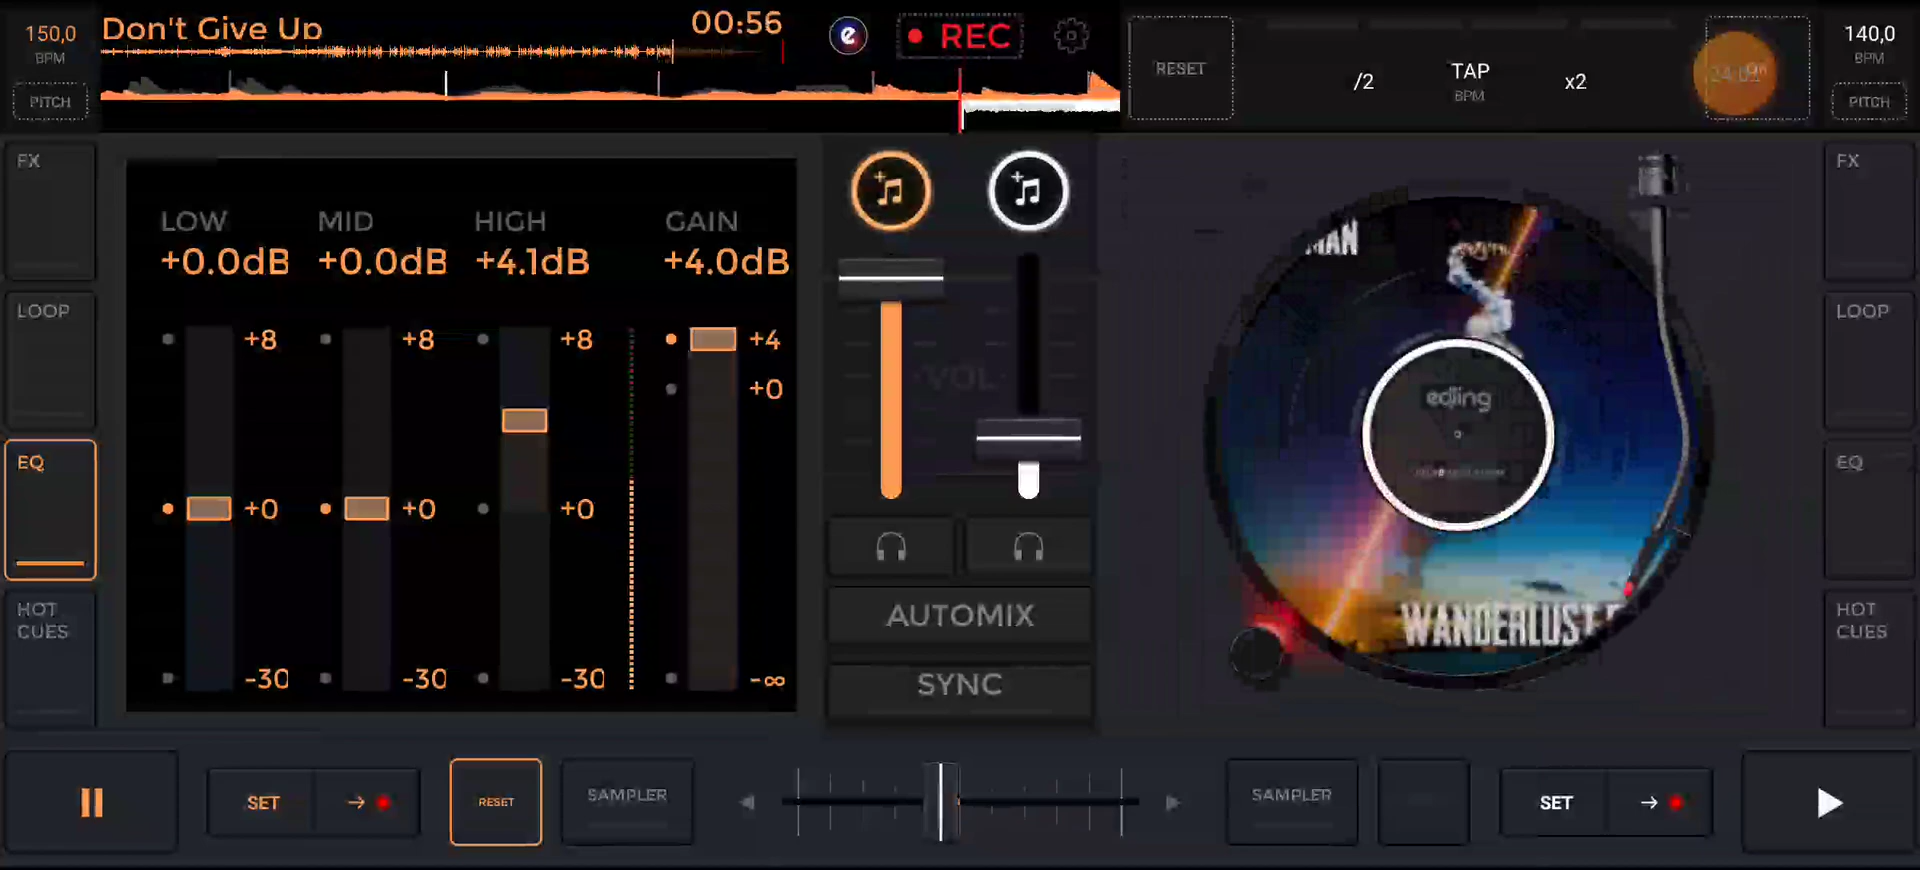 150,0
BPM
PITCH
Don't Give Up
00:56
e
REC
RESET
/2
TAP
BPM
x2
140,0
BPM
PITCH
FX
LOOP
EQ
HOT
CUES
LOW
MID
HIGH
GAIN
+0.0dB
+0.0dB
+4.1dB
+4.0dB
+8
+8
+8
+4
+0
+0
+0
+0
-30
-30
-30
-∞
VOL
AUTOMIX
SYNC
MAN
edjing
WANDERLUST
FX
LOOP
EQ
HOT
CUES
SET
RESET
SAMPLER
SAMPLER
SET